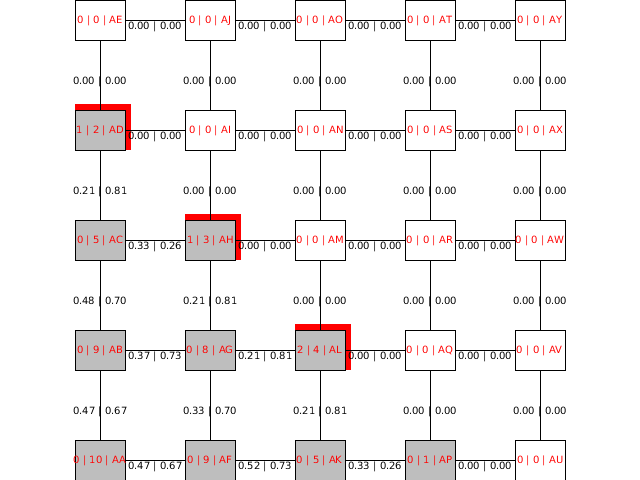 0 | 0 | AE 0.00 | 0.00 0 | 0 | AJ 0.00 | 0.00 0 | 0 | AO 0.00 | 0.00 0 | 0 | AT 0.00 | 0.00 0 | 0 | AY
0.00 | 0.00 0.00 | 0.00 0.00 | 0.00 0.00 | 0.00 0.00 | 0.00
1 | 2 | AD 0.00 | 0.00 0 | 0 | AI 0.00 | 0.00 0 | 0 | AN 0.00 | 0.00 0 | 0 | AS 0.00 | 0.00 0 | 0 | AX
0.21 | 0.81 0.00 | 0.00 0.00 | 0.00 0.00 | 0.00 0.00 | 0.00
0 | 5 | AC 0.33 | 0.26 1 | 3 | AH 0.00 | 0.00 0 | 0 | AM 0.00 | 0.00 0 | 0 | AR 0.00 | 0.00 0 | 0 | AW
0.48 | 0.70 0.21 | 0.81 0.00 | 0.00 0.00 | 0.00 0.00 | 0.00
0 | 9 | AB 0.37 | 0.73 0 | 8 | AG 0.21 | 0.81 2 | 4 | AL 0.00 | 0.00 0 | 0 | AQ 0.00 | 0.00 0 | 0 | AV
0.47 | 0.67 0.33 | 0.70 0.21 | 0.81 0.00 | 0.00 0.00 | 0.00
0 | 10 | AA 0.47 | 0.67 0 | 9 | AF 0.52 | 0.73 0 | 5 | AK 0.33 | 0.26 0 | 1 | AP 0.00 | 0.00 0 | 0 | AU